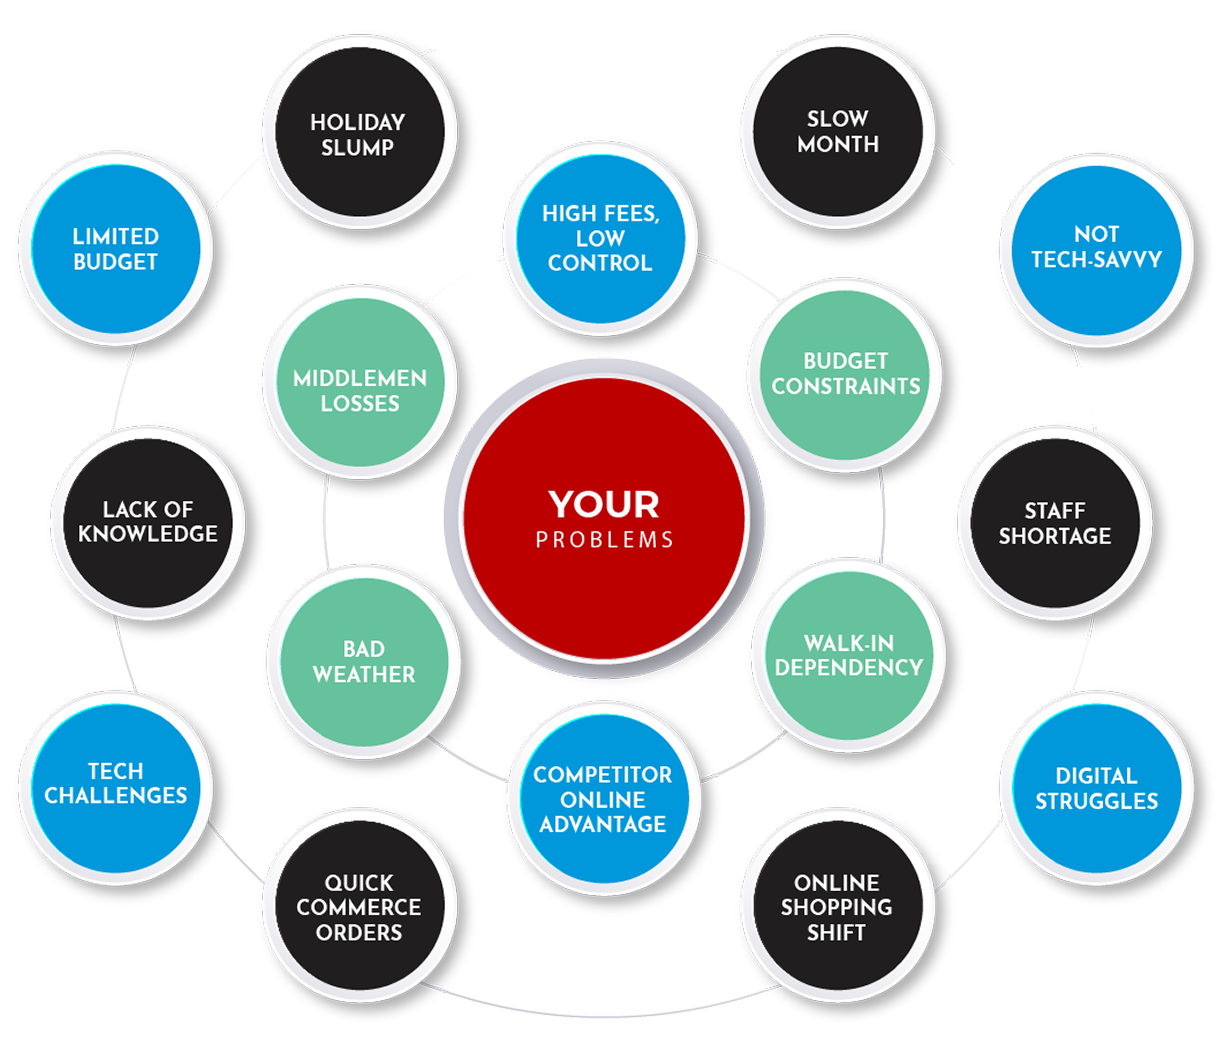 HOLIDAY
SLUMP
SLOW
MONTH
LIMITED
BUDGET
HIGH FEES,
LOW
CONTROL
NOT
TECH-SAVVY
MIDDLEMEN
LOSSES
BUDGET
CONSTRAINTS
LACK OF
KNOWLEDGE
YOUR
PROBLEMS
STAFF
SHORTAGE
BAD
WEATHER
WALK-IN
DEPENDENCY
TECH
CHALLENGES
COMPETITOR
ONLINE
ADVANTAGE
DIGITAL
STRUGGLES
QUICK
COMMERCE
ORDERS
ONLINE
SHOPPING
SHIFT